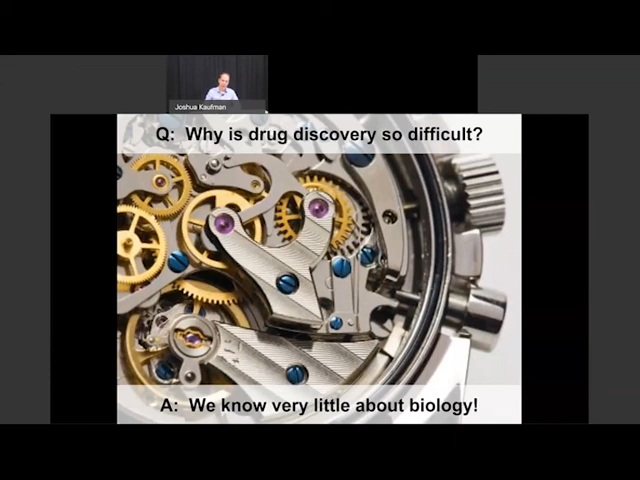 Joshua Kaufman
Q: Why is drug discovery so difficult?
A: We know very little about biology!